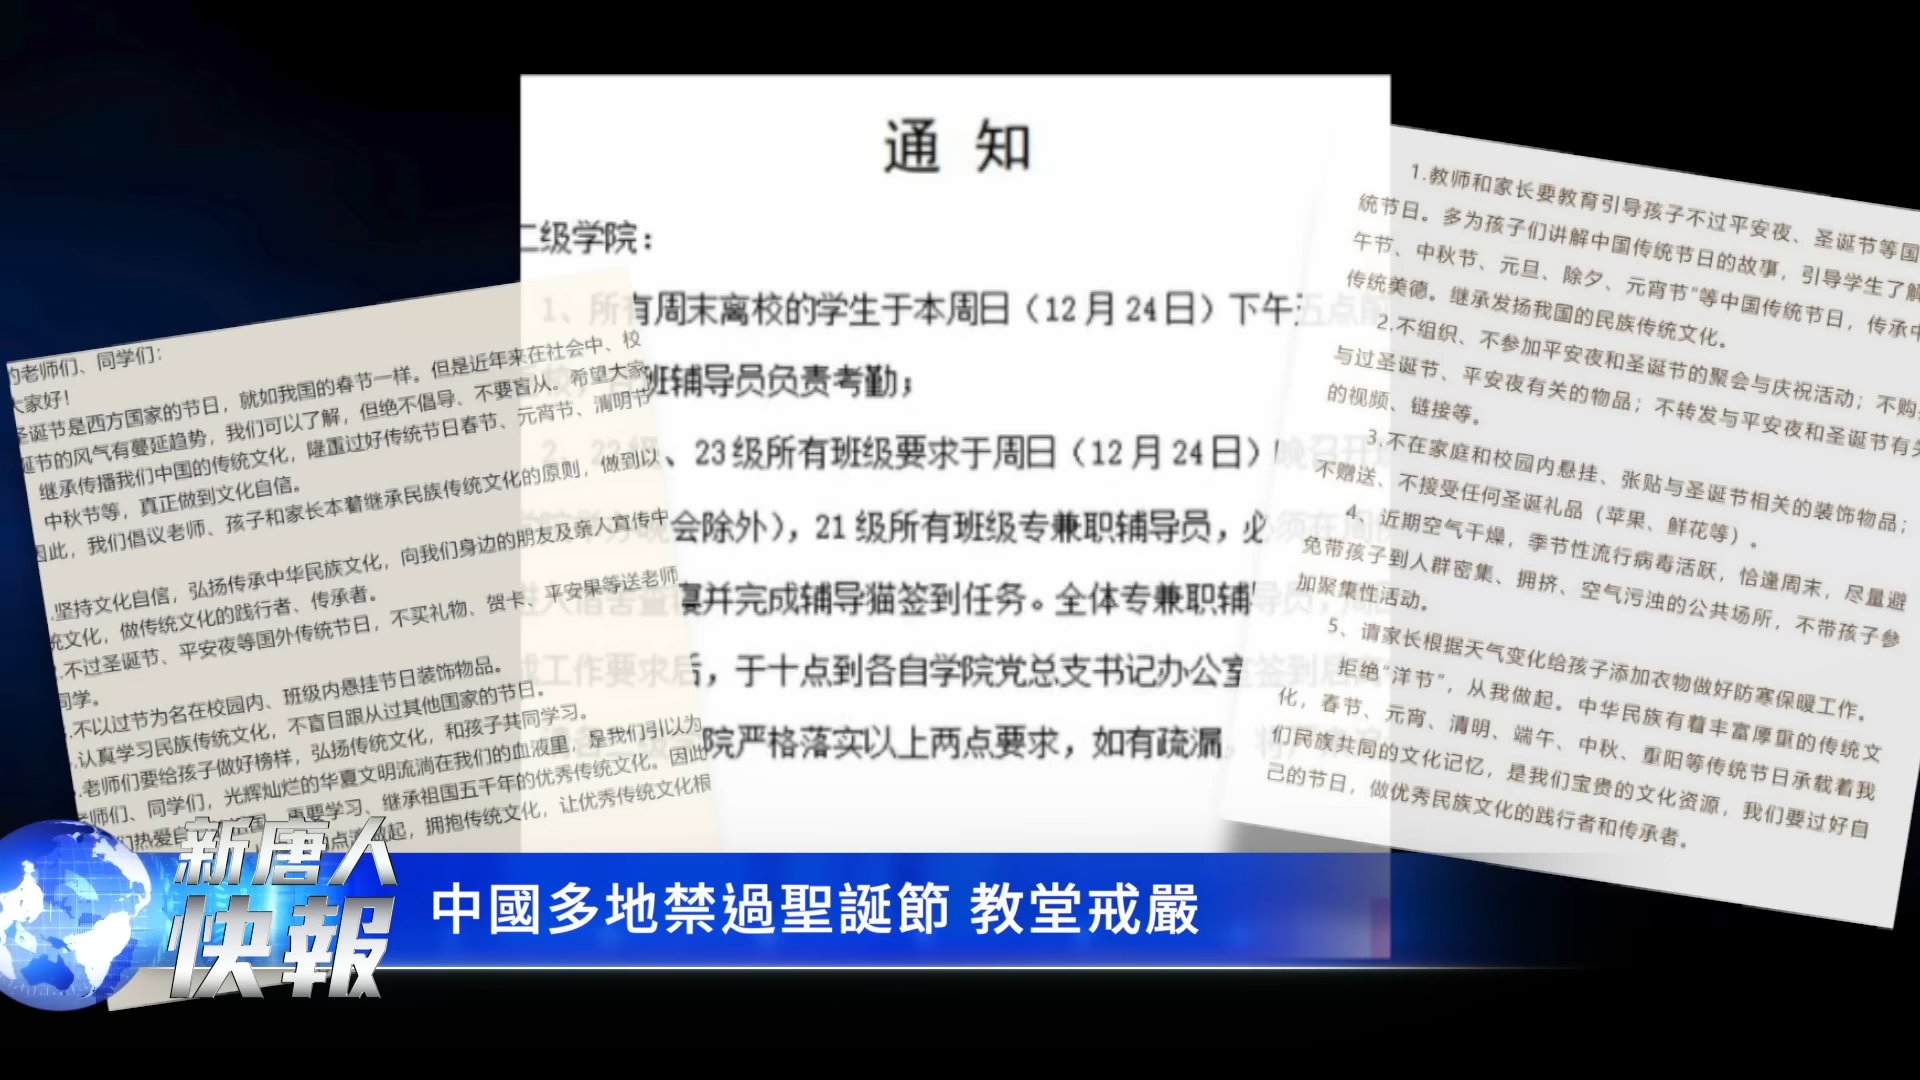 通 知
二级学院：
1、所有周末离校的学生于本周日（12月24日）下午五点前
班辅导员负责考勤；
2、22级、23级所有班级要求于周日（12月24日）晚召开
会除外），21级所有班级专兼职辅导员，必须在周
寝并完成辅导猫签到任务。全体专兼职辅导员，周
成工作要求后，于十点到各自学院党总支书记办公室签到后
院严格落实以上两点要求，如有疏漏，将
的老师们、同学们：
大家好！
圣诞节是西方国家的节日，就如我国的春节一样。但是近年来在社会中、校
诞节的风气有蔓延趋势，我们可以了解，但绝不倡导、不要盲从。希望大家
继承传播我们中国的传统文化，隆重过好传统节日春节、元宵节、清明节
中秋节等，真正做到文化自信。
因此，我们倡议老师、孩子和家长本着继承民族传统文化的原则，做到以
.坚持文化自信，弘扬传承中华民族文化，向我们身边的朋友及亲人宣传中
统文化，做传统文化的践行者、传承者。
.不过圣诞节、平安夜等国外传统节日，不买礼物、贺卡、平安果等送老师
同学。
.不以过节为名在校园内、班级内悬挂节日装饰物品。
.认真学习民族传统文化，不盲目跟从过其他国家的节日。
.老师们要给孩子做好榜样，弘扬传统文化，和孩子共同学习。
老师们、同学们，光辉灿烂的华夏文明流淌在我们的血液里，是我们引以为
们热爱自 祖国，更要学习、继承祖国五千年的优秀传统文化。因此
点滴做起，拥抱传统文化，让优秀传统文化根
1.教师和家长要教育引导孩子不过平安夜、圣诞节等国
统节日。多为孩子们讲解中国传统节日的故事，引导学生了解
午节、中秋节、元旦、除夕、元宵节"等中国传统节日，传承中
传统美德。继承发扬我国的民族传统文化。
2.不组织、不参加平安夜和圣诞节的聚会与庆祝活动；不购
与过圣诞节、平安夜有关的物品；不转发与平安夜和圣诞节有关
的视频、链接等。
3.不在家庭和校园内悬挂、张贴与圣诞节相关的装饰物品；
不赠送、不接受任何圣诞礼品（苹果、鲜花等）。
4、近期空气干燥，季节性流行病毒活跃，恰逢周末，尽量避
免带孩子到人群密集、拥挤、空气污浊的公共场所，不带孩子参
加聚集性活动。
5、请家长根据天气变化给孩子添加衣物做好防寒保暖工作。
拒绝"洋节"，从我做起。中华民族有着丰富厚重的传统文
化，春节、元宵、清明、端午、中秋、重阳等传统节日承载着我
们民族共同的文化记忆，是我们宝贵的文化资源，我们要过好自
己的节日，做优秀民族文化的践行者和传承者。
新唐人
快報
中國多地禁過聖誕節 教堂戒嚴